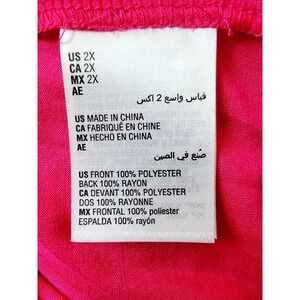 US 2X
CA 2X
MX 2X
AE
قياس واسع 2 اكس
US MADE IN CHINA
CA FABRIQUÉ EN CHINE
MX HECHO EN CHINA
AE
صُنع في الصين
US FRONT 100% POLYESTER
BACK 100% RAYON
CA DEVANT 100% POLYESTER
DOS 100% RAYONNE
MX FRONTAL 100% poliester
ESPALDA 100% rayón